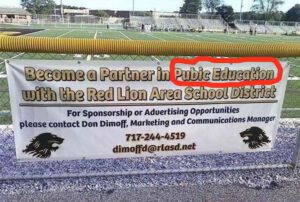 Become a Partner in Pubic Education
with the Red Lion Area School District
For Sponsorship or Advertising Opportunities
please contact Don Dimoff, Marketing and Communications Manager
717-244-4519
dimoffd@rlasd.net